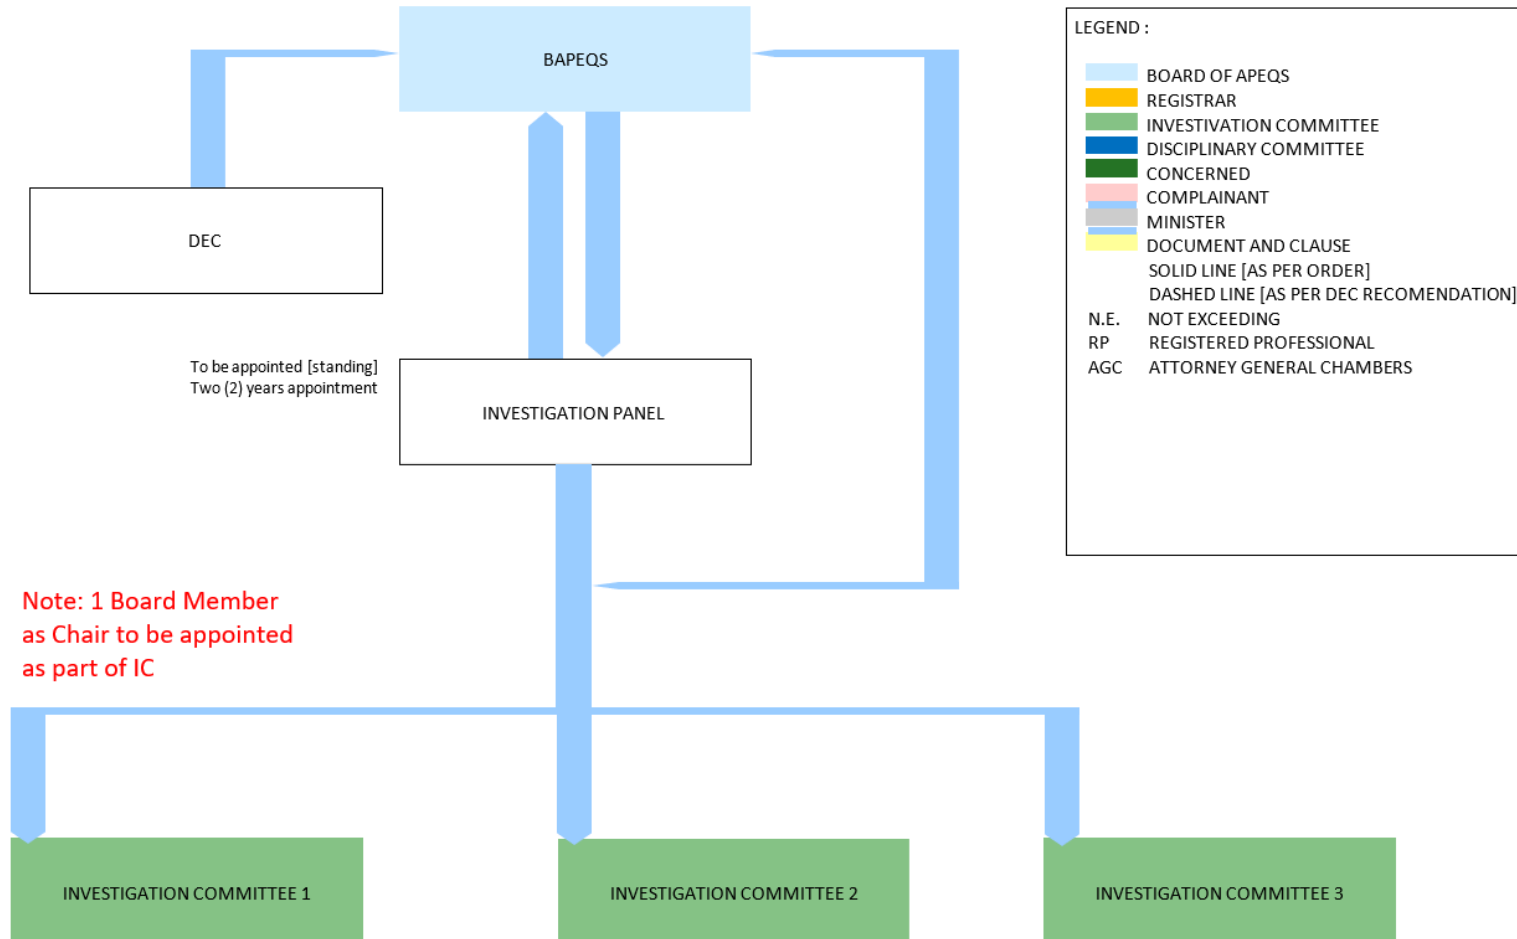 BAPEQS
DEC
To be appointed [standing]
Two (2) years appointment
INVESTIGATION PANEL
Note: 1 Board Member
as Chair to be appointed
as part of IC
INVESTIGATION COMMITTEE 1
INVESTIGATION COMMITTEE 2
INVESTIGATION COMMITTEE 3
LEGEND :
BOARD OF APEQS
REGISTRAR
INVESTIVATION COMMITTEE
DISCIPLINARY COMMITTEE
CONCERNED
COMPLAINANT
MINISTER
DOCUMENT AND CLAUSE
SOLID LINE [AS PER ORDER]
DASHED LINE [AS PER DEC RECOMENDATION]
N.E. NOT EXCEEDING
RP REGISTERED PROFESSIONAL
AGC ATTORNEY GENERAL CHAMBERS